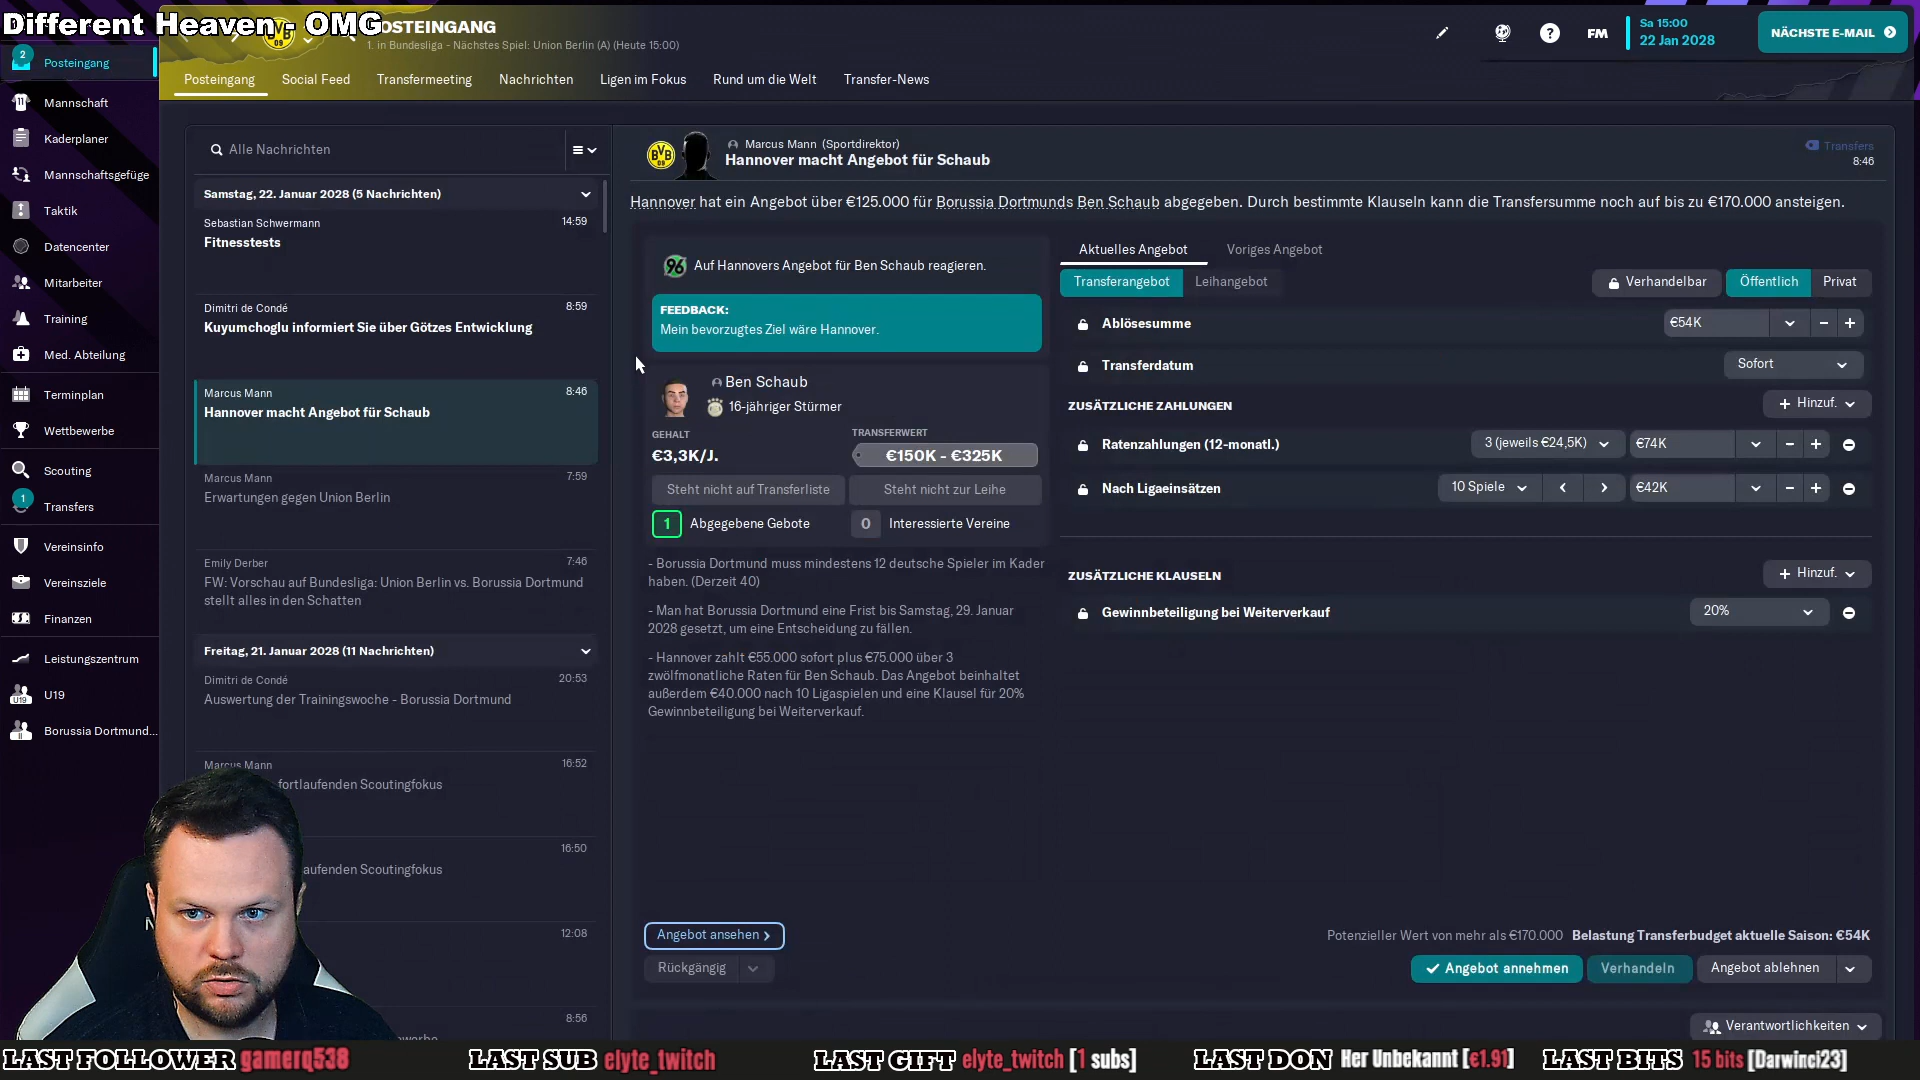 Different Heaven - OMG
POSTEINGANG
1. in Bundesliga - Nächstes Spiel: Union Berlin (A) (Heute 15:00)
FM
Sa 15:00
22 Jan 2028
NÄCHSTE E-MAIL
Posteingang
Social Feed
Transfermeeting
Nachrichten
Ligen im Fokus
Rund um die Welt
Transfer-News
2
Posteingang
Mannschaft
Kaderplaner
Mannschaftsgefüge
Taktik
Datencenter
Mitarbeiter
Training
Med. Abteilung
Terminplan
Wettbewerbe
Scouting
1
Transfers
Vereinsinfo
Vereinsziele
Finanzen
Leistungszentrum
U19
Borussia Dortmund...
Alle Nachrichten
Samstag, 22. Januar 2028 (5 Nachrichten)
Sebastian Schwermann 14:59
Fitnesstests
Dimitri de Condé 8:59
Kuyumchoglu informiert Sie über Götzes Entwicklung
Marcus Mann 8:46
Hannover macht Angebot für Schaub
Marcus Mann 7:59
Erwartungen gegen Union Berlin
Emily Derber 7:46
FW: Vorschau auf Bundesliga: Union Berlin vs. Borussia Dortmund
stellt alles in den Schatten
Freitag, 21. Januar 2028 (11 Nachrichten)
Dimitri de Condé 20:53
Auswertung der Trainingswoche - Borussia Dortmund
Marcus Mann 16:52
fortlaufenden Scoutingfokus
16:50
aufenden Scoutingfokus
12:08
8:56
Marcus Mann (Sportdirektor)
Hannover macht Angebot für Schaub
Transfers
8:46
Hannover hat ein Angebot über €125.000 für Borussia Dortmunds Ben Schaub abgegeben. Durch bestimmte Klauseln kann die Transfersumme noch auf bis zu €170.000 ansteigen.
Auf Hannovers Angebot für Ben Schaub reagieren.
FEEDBACK:
Mein bevorzugtes Ziel wäre Hannover.
Ben Schaub
16-jähriger Stürmer
GEHALT
€3,3K/J.
TRANSFERWERT
€150K - €325K
Steht nicht auf Transferliste
Steht nicht zur Leihe
1 Abgegebene Gebote
0 Interessierte Vereine
- Borussia Dortmund muss mindestens 12 deutsche Spieler im Kader
haben. (Derzeit 40)
- Man hat Borussia Dortmund eine Frist bis Samstag, 29. Januar
2028 gesetzt, um eine Entscheidung zu fällen.
- Hannover zahlt €55.000 sofort plus €75.000 über 3
zwölfmonatliche Raten für Ben Schaub. Das Angebot beinhaltet
außerdem €40.000 nach 10 Ligaspielen und eine Klausel für 20%
Gewinnbeteiligung bei Weiterverkauf.
Angebot ansehen
Rückgängig
Aktuelles Angebot
Voriges Angebot
Transferangebot
Leihangebot
Verhandelbar
Öffentlich
Privat
Ablösesumme €54K
Transferdatum Sofort
ZUSÄTZLICHE ZAHLUNGEN
Hinzuf.
Ratenzahlungen (12-monatl.) 3 (jeweils €24,5K) €74K
Nach Ligaeinsätzen 10 Spiele €42K
ZUSÄTZLICHE KLAUSELN
Hinzuf.
Gewinnbeteiligung bei Weiterverkauf 20%
Potenzieller Wert von mehr als €170.000 Belastung Transferbudget aktuelle Saison: €54K
Angebot annehmen
Verhandeln
Angebot ablehnen
Verantwortlichkeiten
LAST FOLLOWER gamerq538
LAST SUB elyte_twitch
LAST GIFT elyte_twitch [1 subs]
LAST DON Her Unbekannt [€1.91]
LAST BITS 15 bits [Darwinci23]